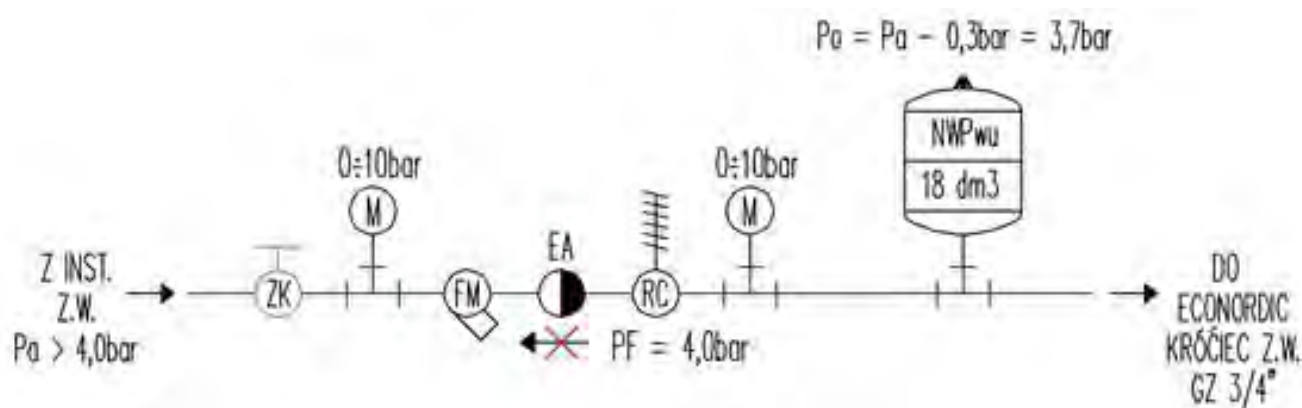 Pa = Pa - 0,3bar = 3,7bar
NWPwu
18 dm3
0÷10bar
M
0÷10bar
M
EA
ZK
FM
RC
Z INST.
Z.W.
Pa > 4,0bar
PF = 4,0bar
DO
ECONORDIC
KRÓĆIEC Z.W.
GZ 3/4"